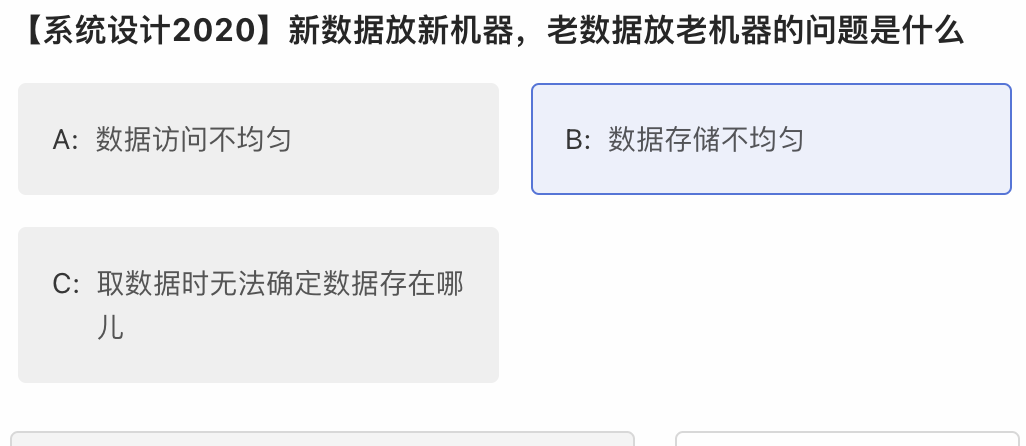 【系统设计2020】新数据放新机器，老数据放老机器的问题是什么
A: 数据访问不均匀
B: 数据存储不均匀
C: 取数据时无法确定数据存在哪
儿